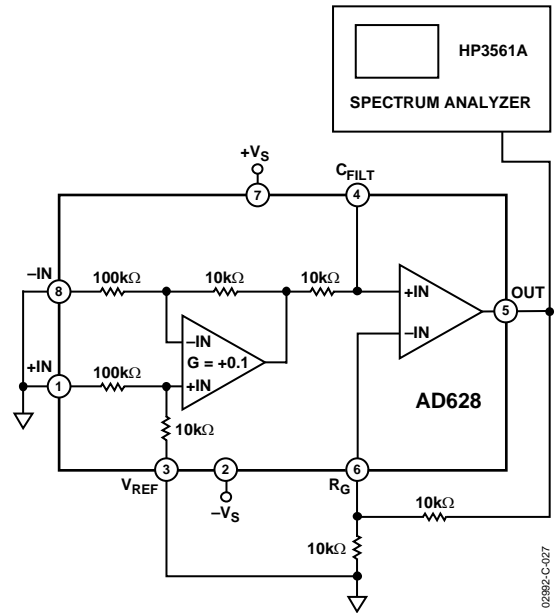 HP3561A
SPECTRUM ANALYZER
+VS
CFILT
7
4
–IN
100kΩ
10kΩ
10kΩ
8
+IN
OUT
–IN
5
–IN
G = +0.1
+IN
100kΩ
+IN
1
AD628
10kΩ
3
2
6
VREF
RG
–VS
10kΩ
10kΩ
02992-C-027